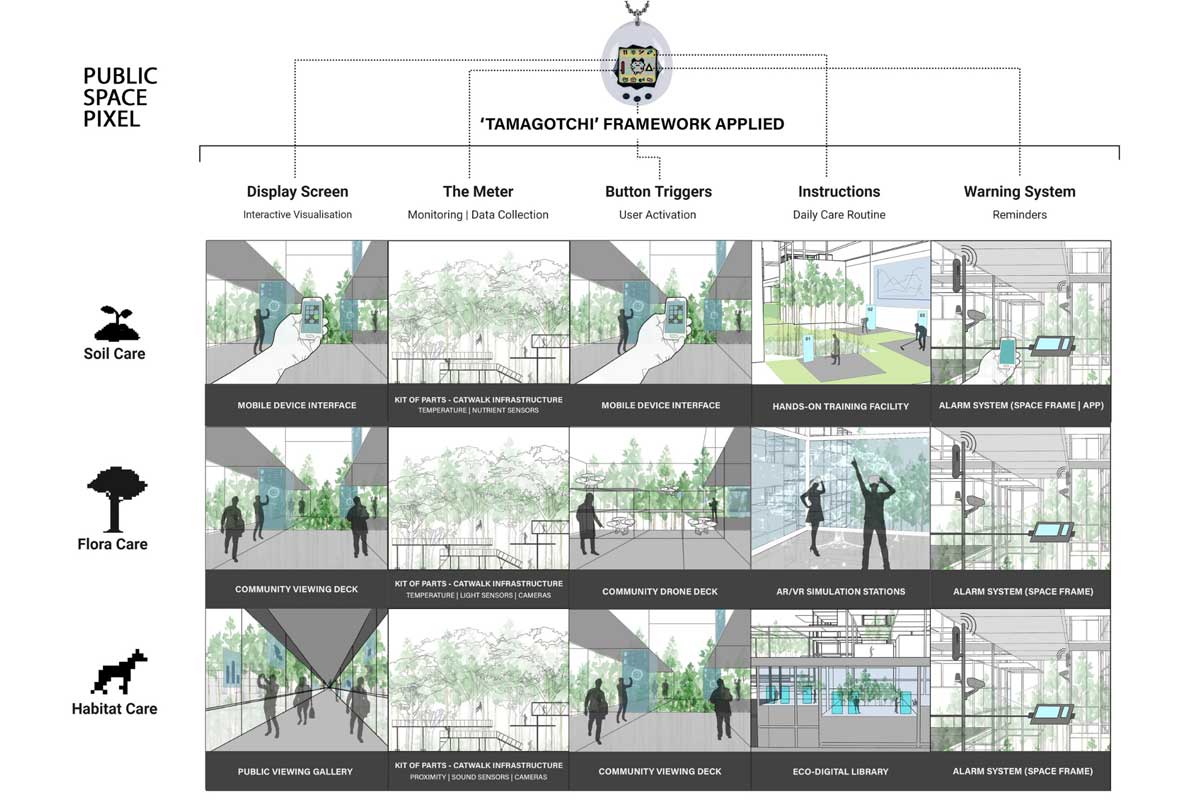 PUBLIC
SPACE
PIXEL
‘TAMAGOTCHI’ FRAMEWORK APPLIED
Display Screen
Interactive Visualisation
The Meter
Monitoring | Data Collection
Button Triggers
User Activation
Instructions
Daily Care Routine
Warning System
Reminders
Soil Care
01
02
03
MOBILE DEVICE INTERFACE
KIT OF PARTS - CATWALK INFRASTRUCTURE
TEMPERATURE | NUTRIENT SENSORS
MOBILE DEVICE INTERFACE
HANDS-ON TRAINING FACILITY
ALARM SYSTEM (SPACE FRAME | APP)
Flora Care
COMMUNITY VIEWING DECK
KIT OF PARTS - CATWALK INFRASTRUCTURE
TEMPERATURE | LIGHT SENSORS | CAMERAS
COMMUNITY DRONE DECK
AR/VR SIMULATION STATIONS
ALARM SYSTEM (SPACE FRAME)
Habitat Care
PUBLIC VIEWING GALLERY
KIT OF PARTS - CATWALK INFRASTRUCTURE
PROXIMITY | SOUND SENSORS | CAMERAS
COMMUNITY VIEWING DECK
ECO-DIGITAL LIBRARY
ALARM SYSTEM (SPACE FRAME)